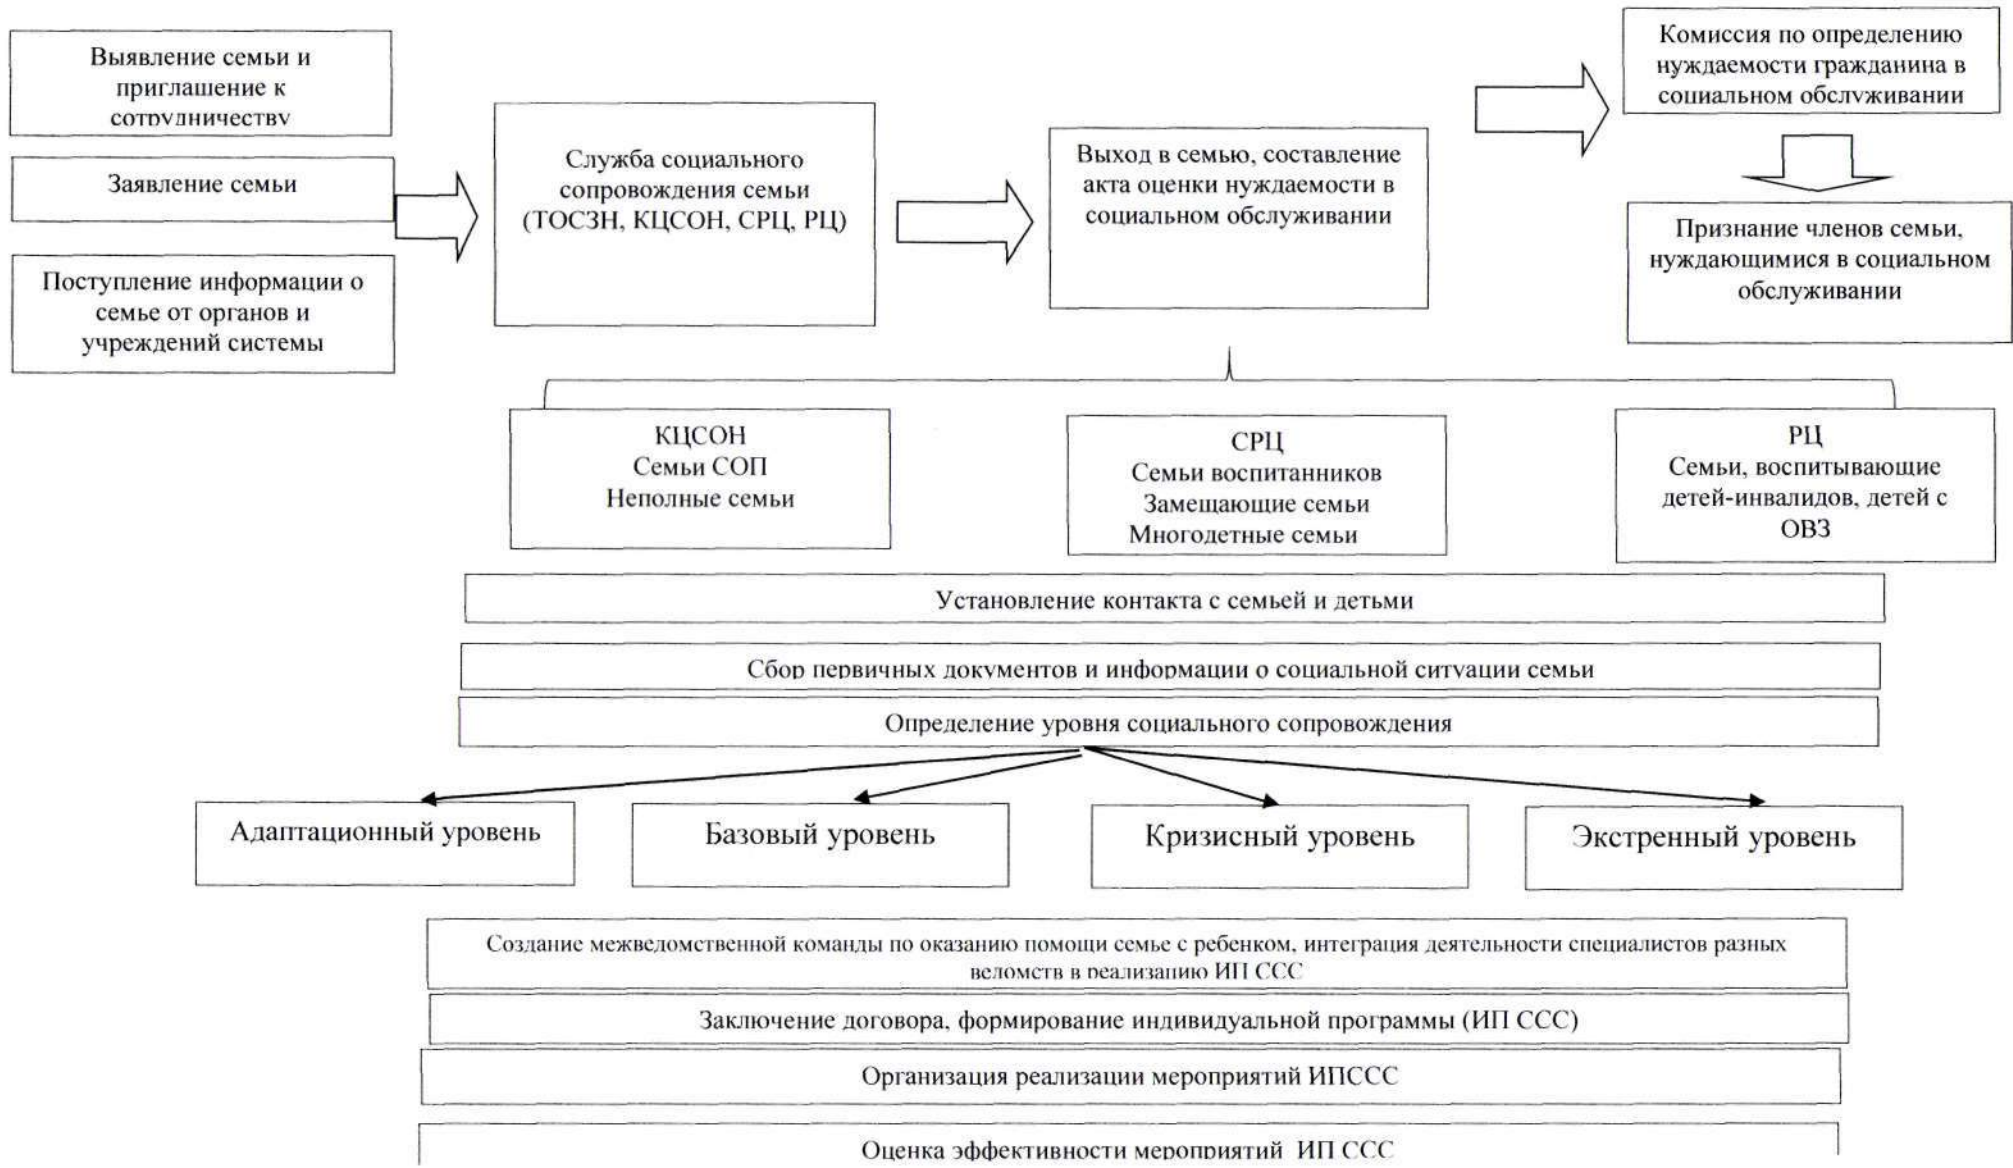 Выявление семьи и
приглашение к
сотрудничеству
Заявление семьи
Поступление информации о
семье от органов и
учреждений системы
Служба социального
сопровождения семьи
(ТОСЗН, КЦСОН, СРЦ, РЦ)
Выход в семью, составление
акта оценки нуждаемости в
социальном обслуживании
Комиссия по определению
нуждаемости гражданина в
социальном обслуживании
Признание членов семьи,
нуждающимися в социальном
обслуживании
КЦСОН
Семьи СОП
Неполные семьи
СРЦ
Семьи воспитанников
Замещающие семьи
Многодетные семьи
РЦ
Семьи, воспитывающие
детей-инвалидов, детей с
ОВЗ
Установление контакта с семьей и детьми
Сбор первичных документов и информации о социальной ситуации семьи
Определение уровня социального сопровождения
Адаптационный уровень
Базовый уровень
Кризисный уровень
Экстренный уровень
Создание межведомственной команды по оказанию помощи семье с ребенком, интеграция деятельности специалистов разных
ведомств в реализацию ИП ССС
Заключение договора, формирование индивидуальной программы (ИП ССС)
Организация реализации мероприятий ИПССС
Оценка эффективности мероприятий ИП ССС